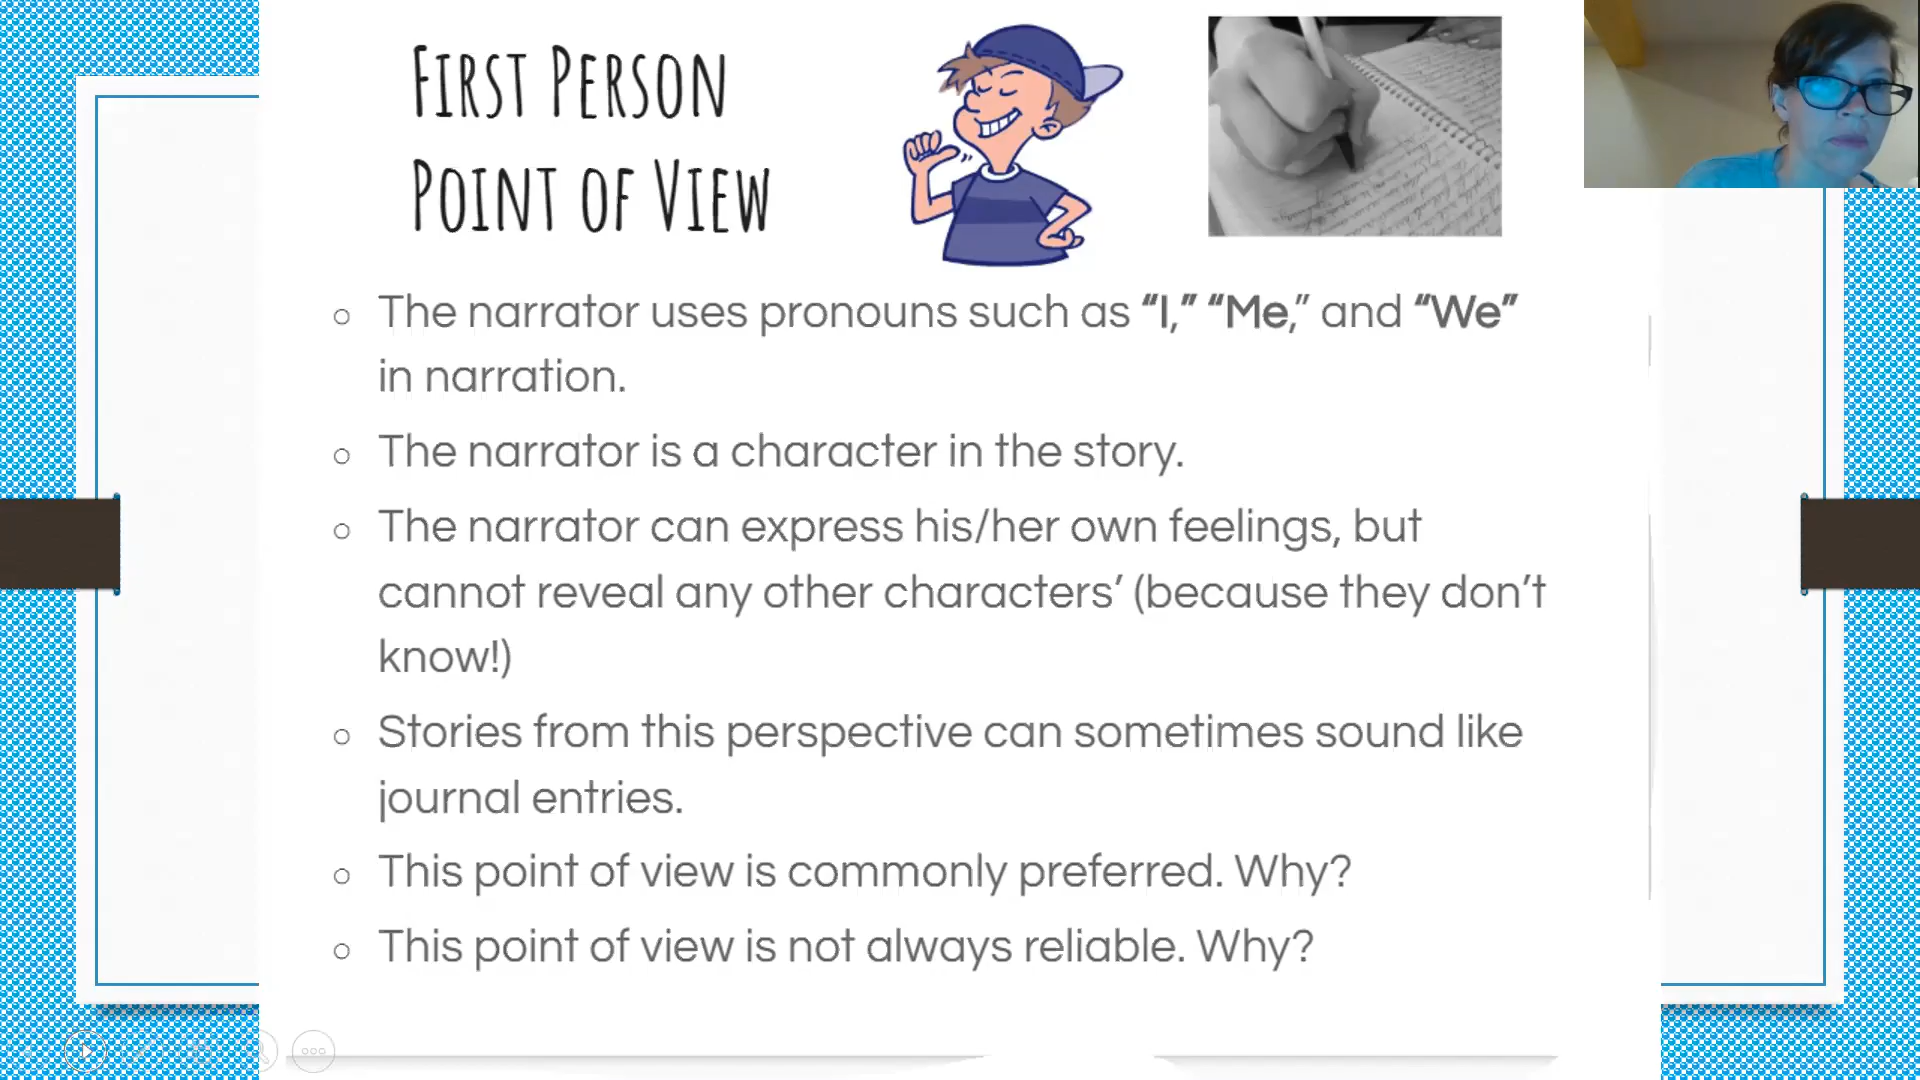 FIRST PERSON
POINT OF VIEW
The narrator uses pronouns such as “I,” “Me,” and “We”
in narration.
The narrator is a character in the story.
The narrator can express his/her own feelings, but
cannot reveal any other characters’ (because they don’t
know!)
Stories from this perspective can sometimes sound like
journal entries.
This point of view is commonly preferred. Why?
This point of view is not always reliable. Why?